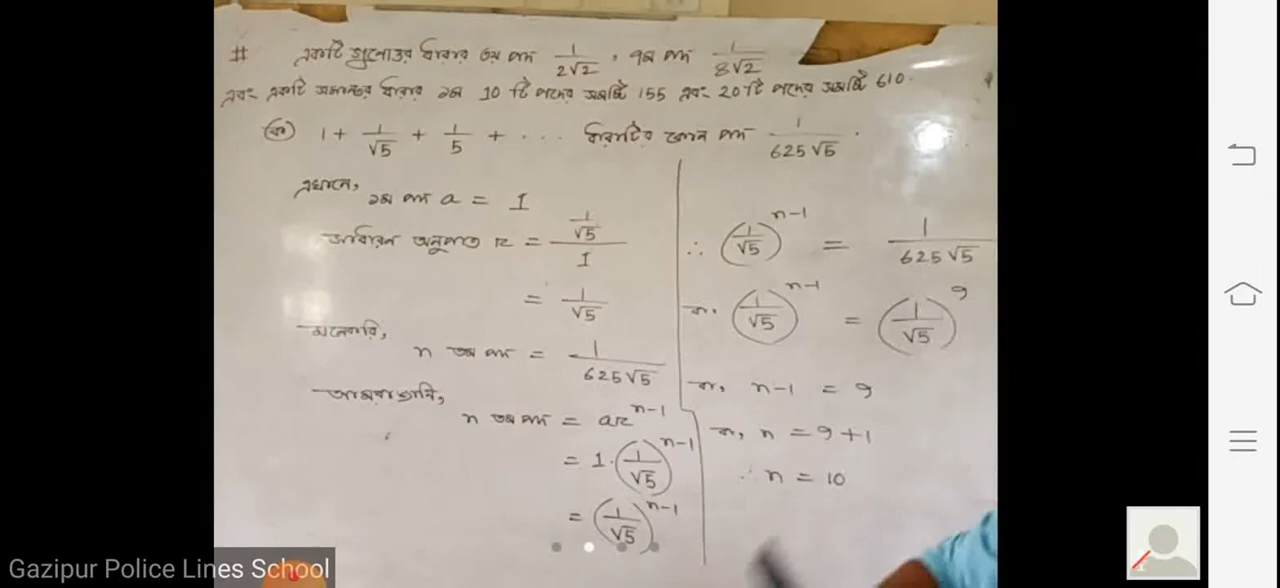 # একটি গুনোত্তর ধারার ৩য় পদ 1/2√2, ৭ম পদ 1/8√2
এবং একটি সমান্তর ধারার ১ম 10 টি পদের সমষ্টি 155 এবং 20 টি পদের সমষ্টি 610.
(ক) 1 + 1/√5 + 1/5 + ... ধারাটির কোন পদ 1/625√5.
এখানে,
১ম পদ a = 1
সাধারন অনুপাত r = (1/√5)/1
= 1/√5
মনেকরি,
n তম পদ = 1/625√5
আমরাজানি,
n তম পদ = ar^(n-1)
= 1.(1/√5)^(n-1)
= (1/√5)^(n-1)
∴ (1/√5)^(n-1) = 1/625√5
বা, (1/√5)^(n-1) = (1/√5)^9
বা, n-1 = 9
বা, n = 9+1
∴ n = 10
Gazipur Police Lines School